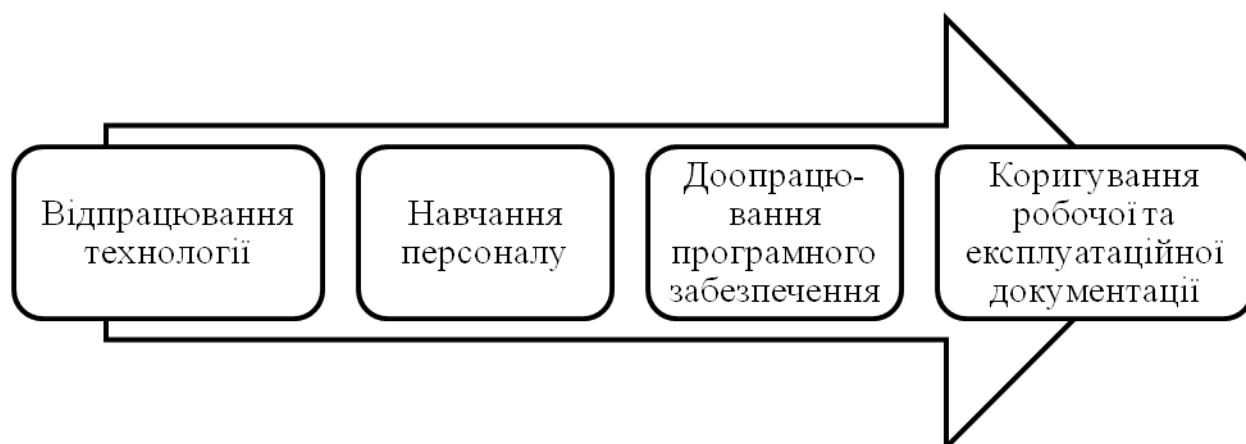 Відпрацювання
технології
Навчання
персоналу
Доопрацю-
вання
програмного
забезпечення
Коригування
робочої та
експлуатаційної
документації